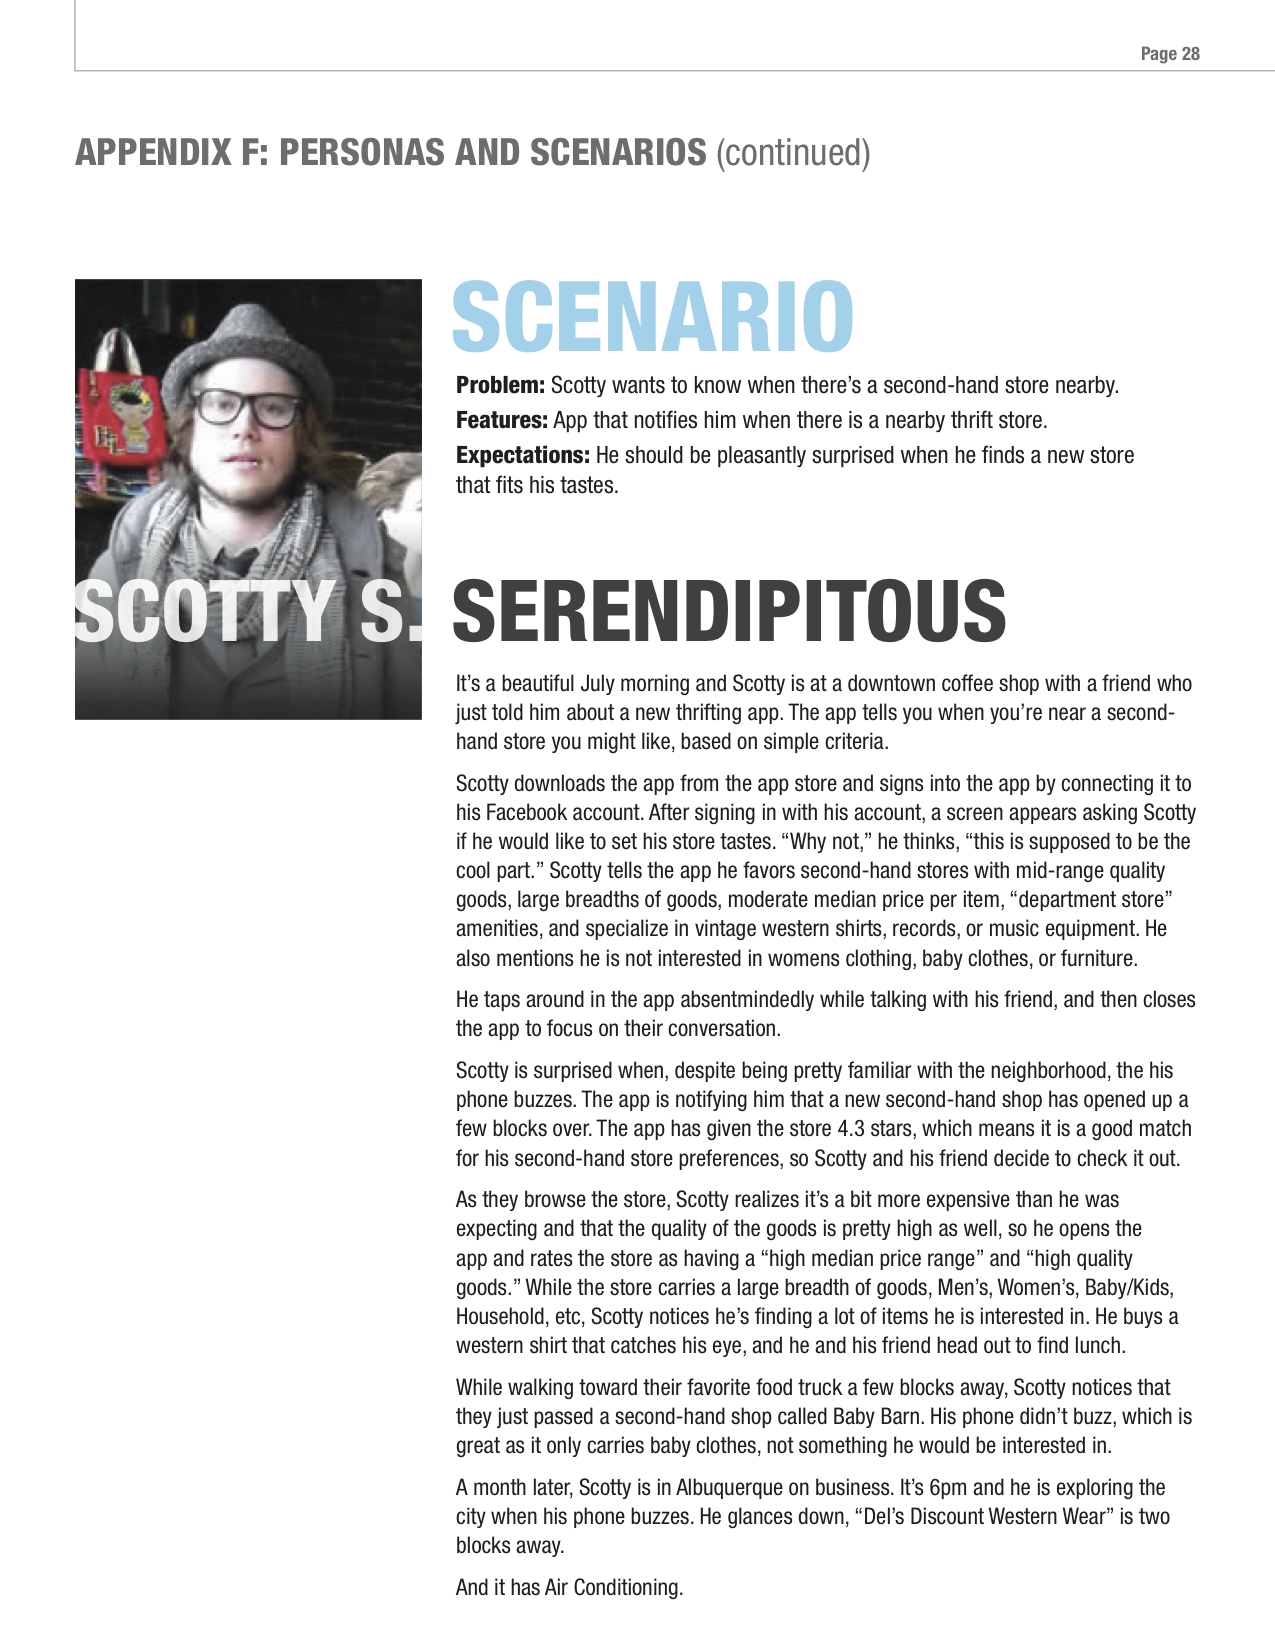 Page 28
APPENDIX F: PERSONAS AND SCENARIOS (continued)
SCENARIO
Problem: Scotty wants to know when there’s a second-hand store nearby.
Features: App that notifies him when there is a nearby thrift store.
Expectations: He should be pleasantly surprised when he finds a new store
that fits his tastes.
SCOTTY S. SERENDIPITOUS
It’s a beautiful July morning and Scotty is at a downtown coffee shop with a friend who
just told him about a new thrifting app. The app tells you when you’re near a second-
hand store you might like, based on simple criteria.
Scotty downloads the app from the app store and signs into the app by connecting it to
his Facebook account. After signing in with his account, a screen appears asking Scotty
if he would like to set his store tastes. “Why not,” he thinks, “this is supposed to be the
cool part.” Scotty tells the app he favors second-hand stores with mid-range quality
goods, large breadths of goods, moderate median price per item, “department store”
amenities, and specialize in vintage western shirts, records, or music equipment. He
also mentions he is not interested in womens clothing, baby clothes, or furniture.
He taps around in the app absentmindedly while talking with his friend, and then closes
the app to focus on their conversation.
Scotty is surprised when, despite being pretty familiar with the neighborhood, the his
phone buzzes. The app is notifying him that a new second-hand shop has opened up a
few blocks over. The app has given the store 4.3 stars, which means it is a good match
for his second-hand store preferences, so Scotty and his friend decide to check it out.
As they browse the store, Scotty realizes it’s a bit more expensive than he was
expecting and that the quality of the goods is pretty high as well, so he opens the
app and rates the store as having a “high median price range” and “high quality
goods.” While the store carries a large breadth of goods, Men’s, Women’s, Baby/Kids,
Household, etc, Scotty notices he’s finding a lot of items he is interested in. He buys a
western shirt that catches his eye, and he and his friend head out to find lunch.
While walking toward their favorite food truck a few blocks away, Scotty notices that
they just passed a second-hand shop called Baby Barn. His phone didn’t buzz, which is
great as it only carries baby clothes, not something he would be interested in.
A month later, Scotty is in Albuquerque on business. It’s 6pm and he is exploring the
city when his phone buzzes. He glances down, “Del’s Discount Western Wear” is two
blocks away.
And it has Air Conditioning.